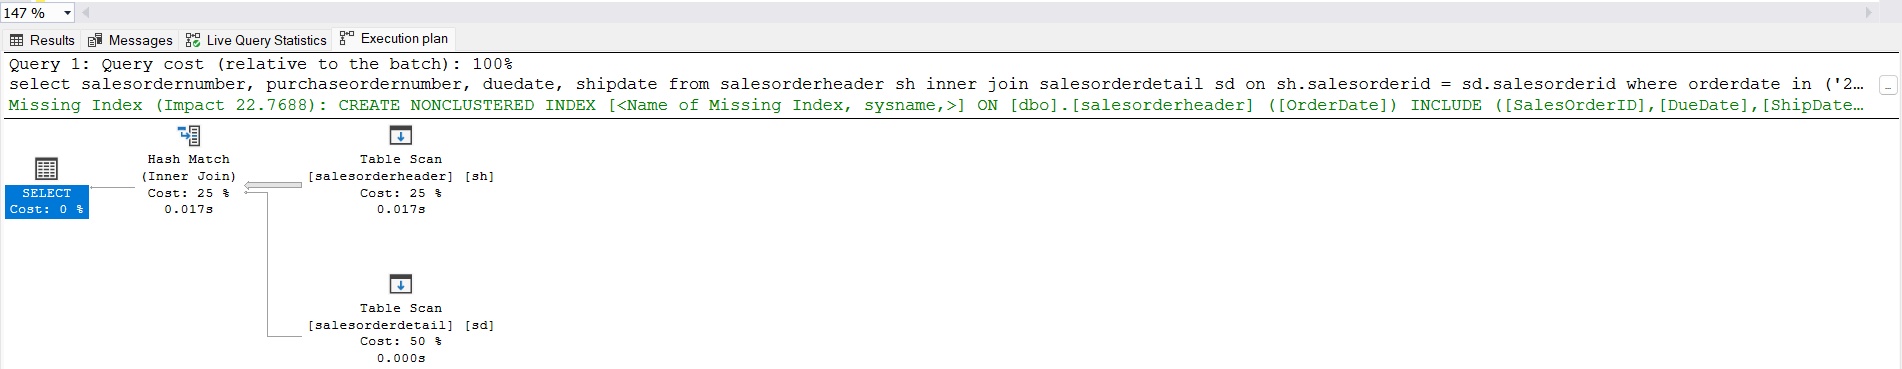 147 %
Results Messages Live Query Statistics Execution plan
Query 1: Query cost (relative to the batch): 100%
select salesordernumber, purchaseordernumber, duedate, shipdate from salesorderheader sh inner join salesorderdetail sd on sh.salesorderid = sd.salesorderid where orderdate in ('2…
Missing Index (Impact 22.7688): CREATE NONCLUSTERED INDEX [<Name of Missing Index, sysname,>] ON [dbo].[salesorderheader] ([OrderDate]) INCLUDE ([SalesOrderID],[DueDate],[ShipDate…
SELECT
Cost: 0 %
Hash Match
(Inner Join)
Cost: 25 %
0.017s
Table Scan
[salesorderheader] [sh]
Cost: 25 %
0.017s
Table Scan
[salesorderdetail] [sd]
Cost: 50 %
0.000s